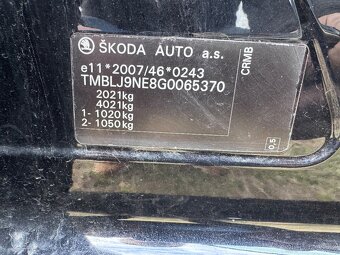 ŠKODA AUTO a.s.
e11*2007/46*0243
TMBLJ9NE8G0065370
2021kg
4021kg
1- 1020kg
2- 1050kg
CRMB
0,5